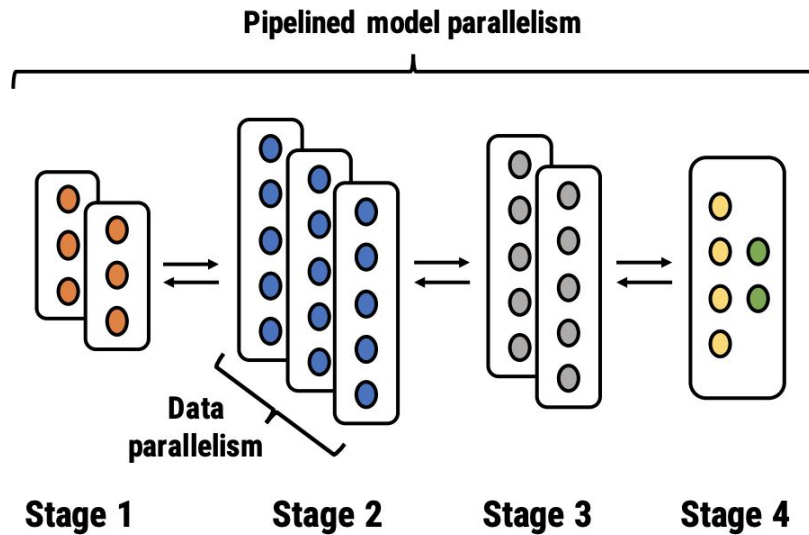 Pipelined model parallelism
Data
parallelism
Stage 1
Stage 2
Stage 3
Stage 4